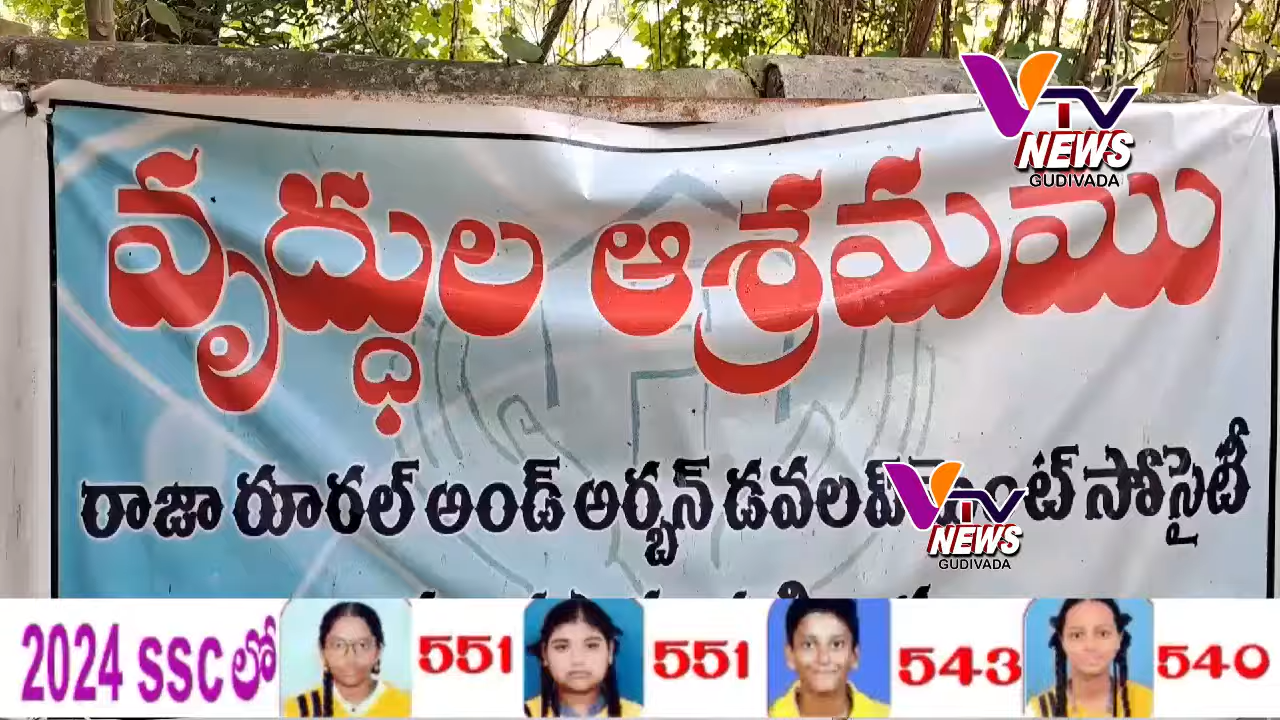 VTV
NEWS
GUDIVADA
వృద్ధుల ఆశ్రమము
రాజా రూరల్ అండ్ అర్బన్ డవలప్‌మెంట్ సోసైటీ
VTV
NEWS
GUDIVADA
2024 SSC లో 551 551 543 540